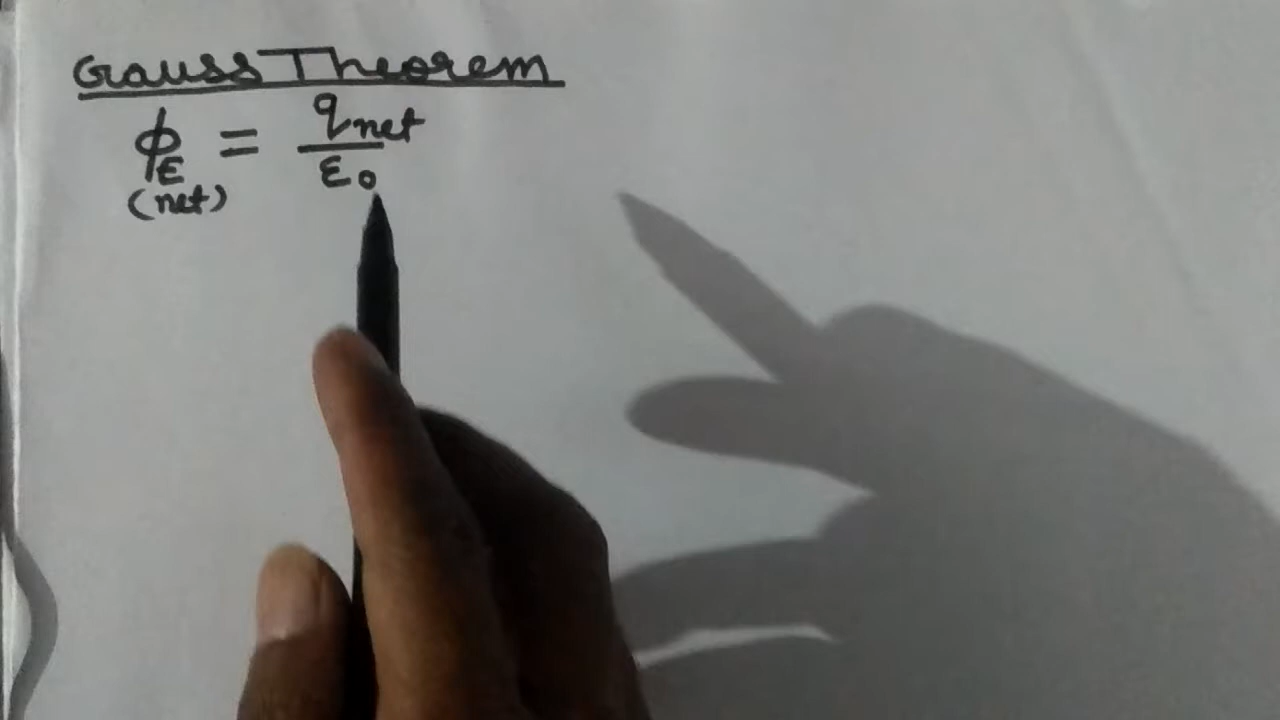 Gauss Theorem
ϕE (net) = qnet / ε0